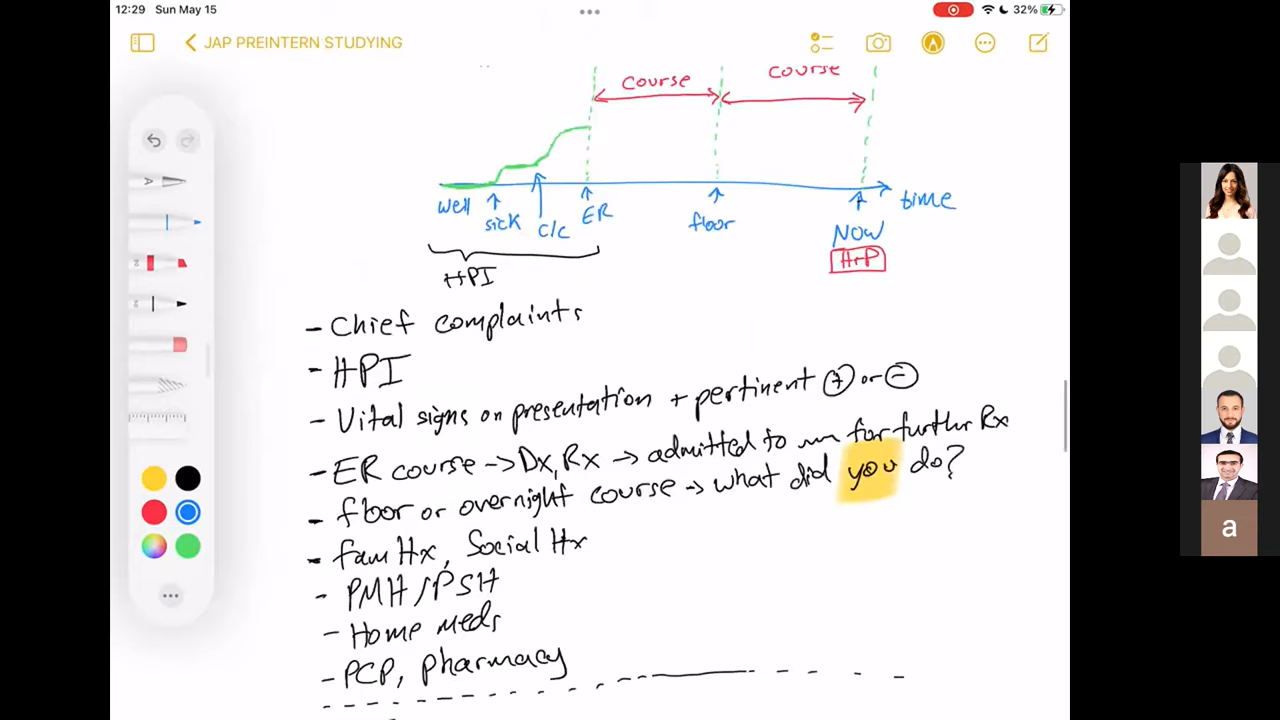 12:29 Sun May 15
32%
JAP PREINTERN STUDYING
course
course
well
sick
c/c
ER
floor
NOW
time
H+P
HPI
- Chief complaints
- HPI
- Vital signs on presentation + pertinent + or -
- ER course → Dx, Rx → admitted to for further Rx
- floor or overnight course → what did you do?
- fam Hx, Social Hx
- PMH/PSH
- Home meds
- PCP, pharmacy
a